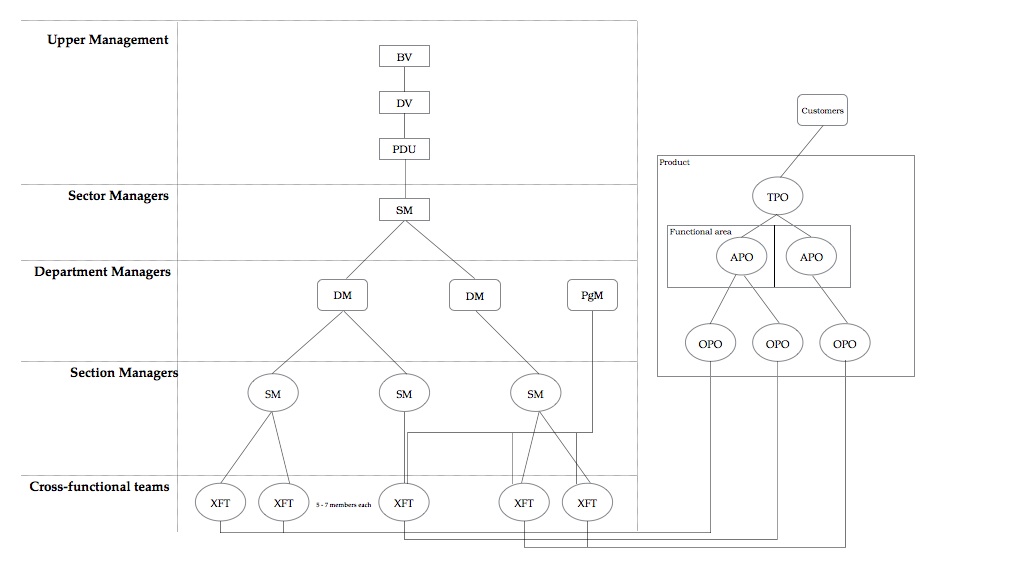 Upper Management
BV
DV
PDU
Sector Managers
SM
Department Managers
DM
DM
PgM
Section Managers
SM
SM
SM
Cross-functional teams
XFT
XFT
5 - 7 members each
XFT
XFT
XFT
Customers
Product
TPO
Functional area
APO
APO
OPO
OPO
OPO